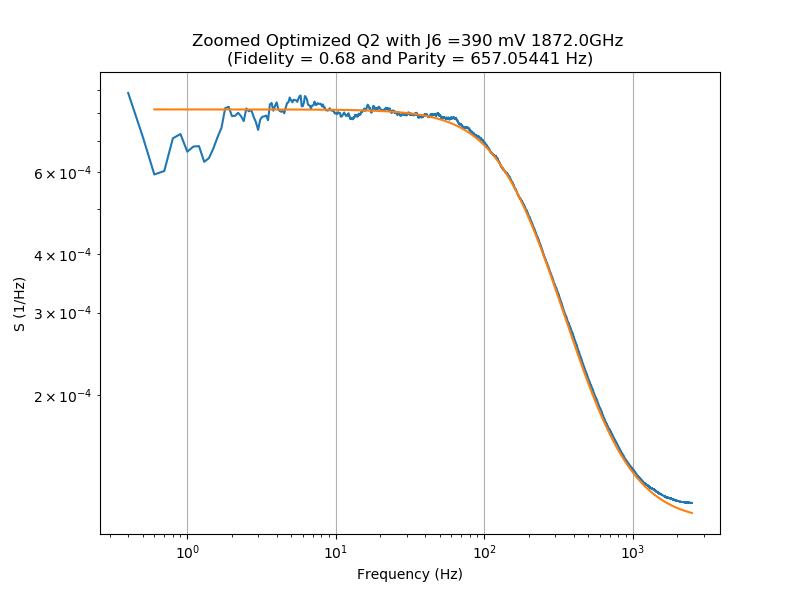 Zoomed Optimized Q2 with J6 =390 mV 1872.0GHz
(Fidelity = 0.68 and Parity = 657.05441 Hz)
6 × 10⁻⁴
4 × 10⁻⁴
3 × 10⁻⁴
2 × 10⁻⁴
S (1/Hz)
10⁰ 10¹ 10² 10³
Frequency (Hz)